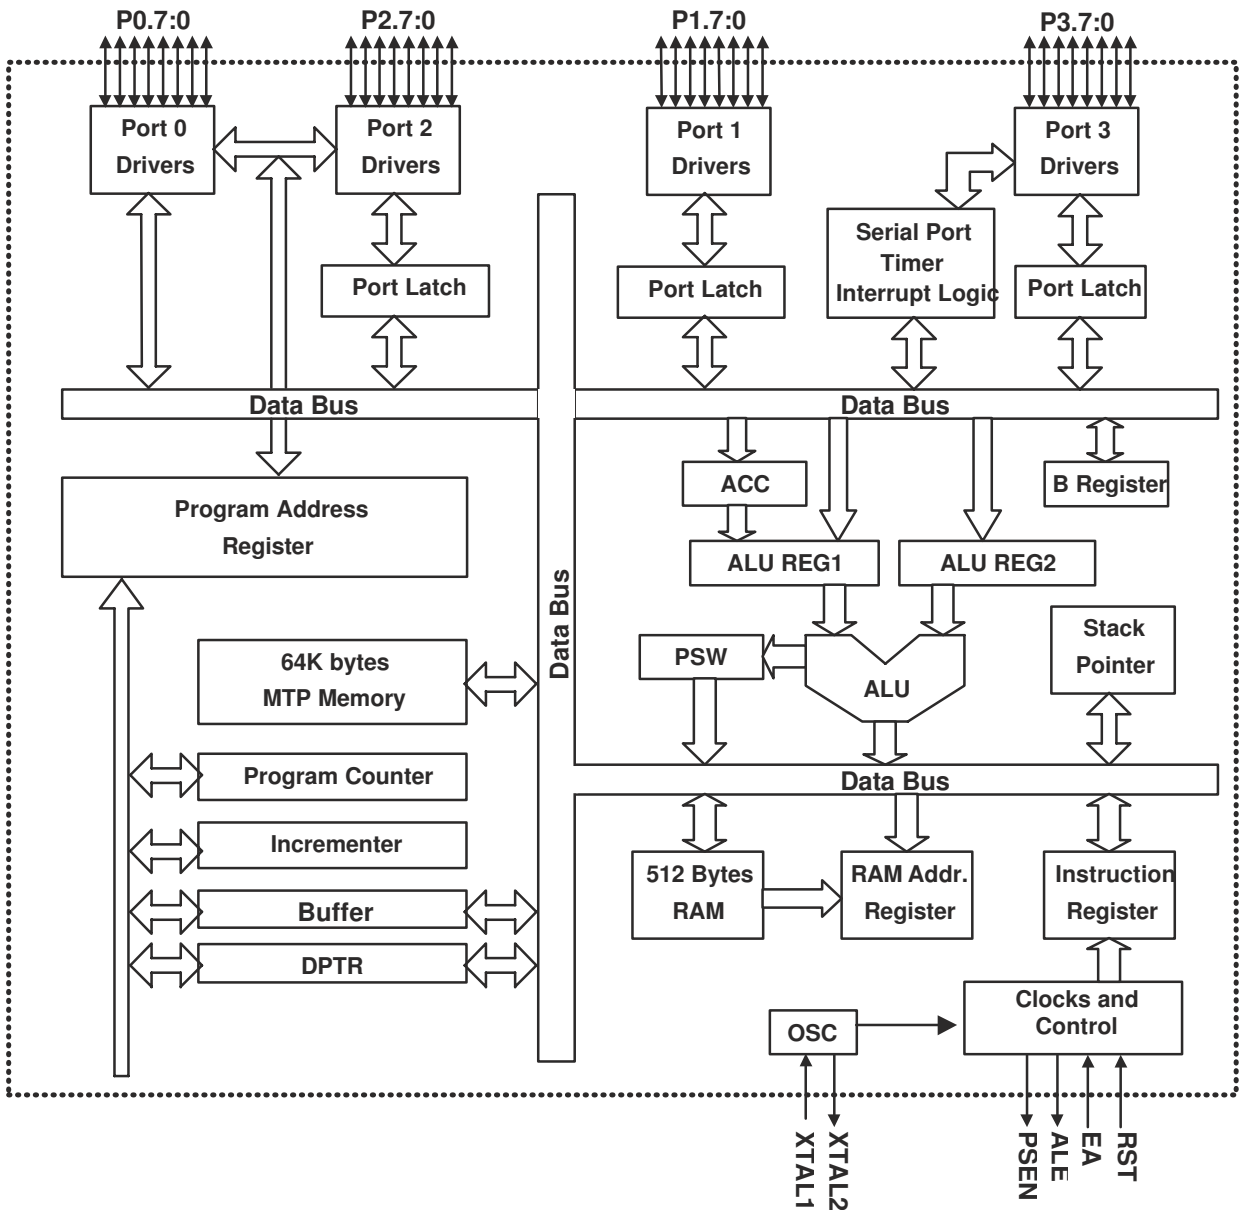 P0.7:0
P2.7:0
P1.7:0
P3.7:0
Port 0
Drivers
Port 2
Drivers
Port 1
Drivers
Port 3
Drivers
Serial Port
Timer
Interrupt Logic
Port Latch
Port Latch
Port Latch
Data Bus
Data Bus
ACC
B Register
Program Address
Register
ALU REG1
ALU REG2
Data Bus
Stack
Pointer
PSW
ALU
64K bytes
MTP Memory
Program Counter
Data Bus
Incrementer
512 Bytes
RAM
RAM Addr.
Register
Instruction
Register
Buffer
DPTR
Clocks and
Control
OSC
XTAL1
XTAL2
PSEN
ALE
EA
RST